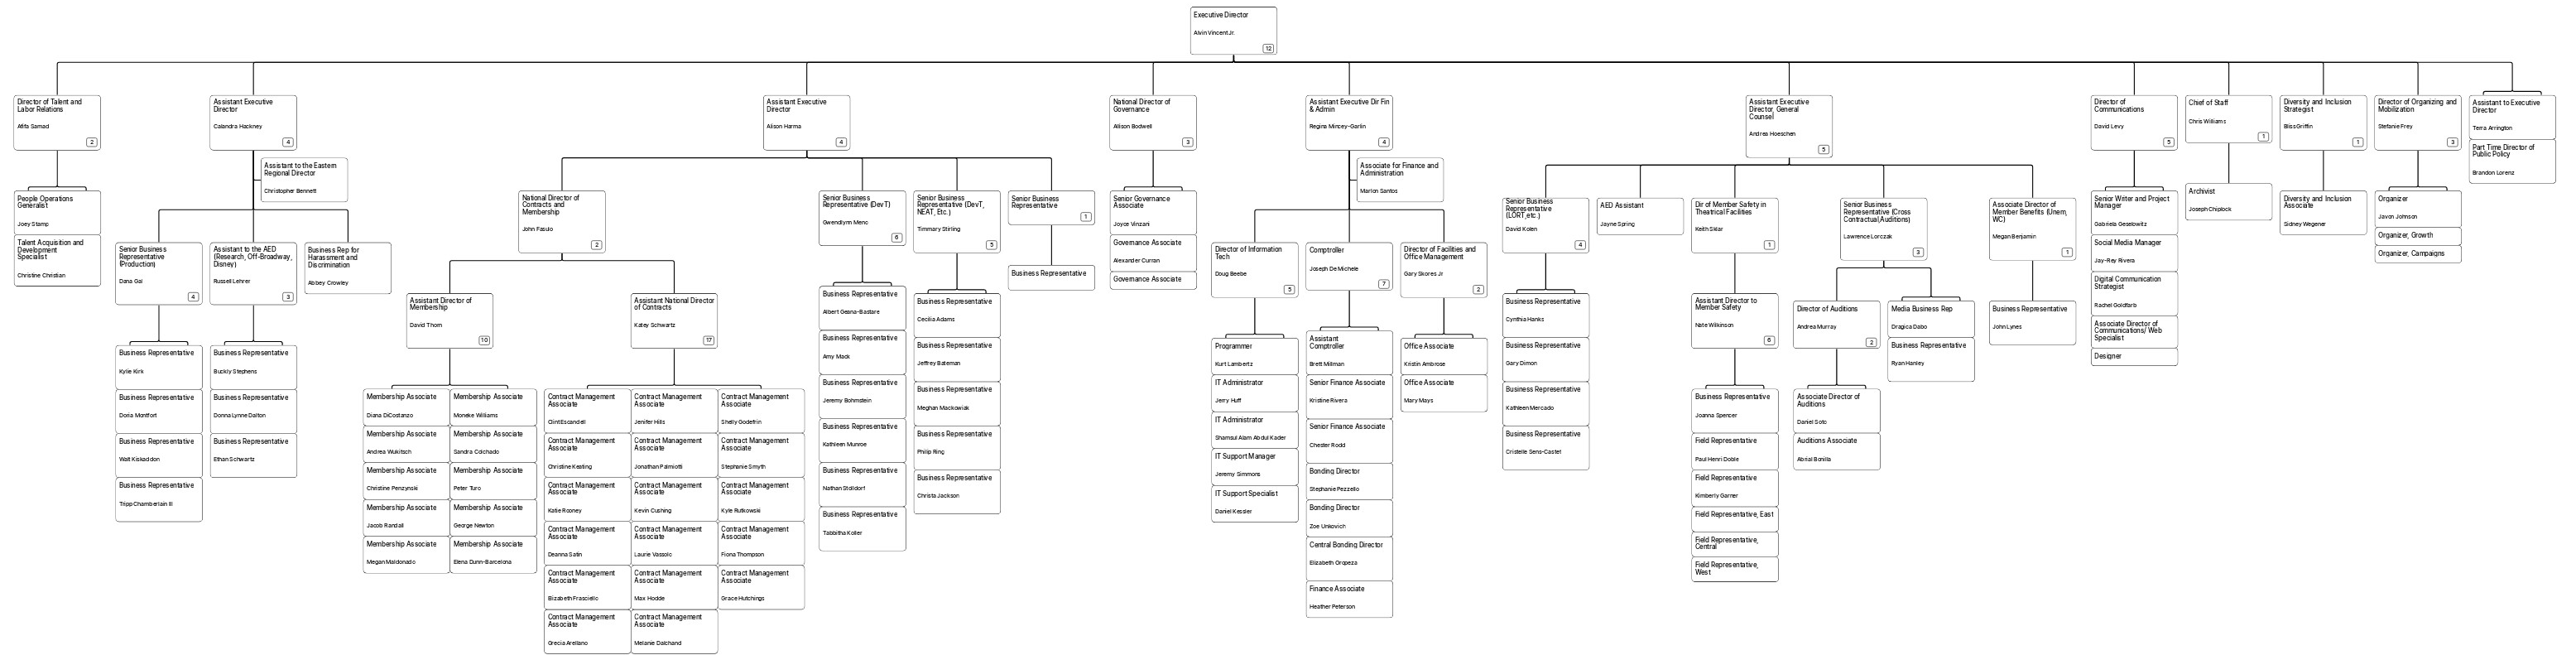 Executive Director
Alvin Vincent Jr.
12
Director of Talent and
Labor Relations
Afifa Samad
2
Assistant Executive
Director
Calandra Hackney
4
Assistant Executive
Director
Alison Harma
4
National Director of
Governance
Allison Bodwell
3
Assistant Executive Dir Fin
& Admin
Regina Mincey-Garlin
4
Assistant Executive
Director, General
Counsel
Andrea Hoeschen
5
Director of
Communications
David Levy
5
Chief of Staff
Chris Williams
1
Diversity and Inclusion
Strategist
Bliss Griffin
1
Director of Organizing and
Mobilization
Stefanie Frey
3
Assistant to Executive
Director
Terra Arrington
Part Time Director of
Public Policy
Brandon Lorenz
People Operations
Generalist
Joey Stamp
Talent Acquisition and
Development
Specialist
Christine Christian
Assistant to the Eastern
Regional Director
Christopher Bennett
Senior Business
Representative
(Production)
Dana Gal
4
Assistant to the AED
(Research, Off-Broadway,
Disney)
Russell Lehrer
3
Business Rep for
Harassment and
Discrimination
Abbey Crowley
Business Representative
Kylie Kirk
Business Representative
Doria Montfort
Business Representative
Walt Kiskaddon
Business Representative
Tripp Chamberlain III
Business Representative
Buckly Stephens
Business Representative
Donna Lynne Dalton
Business Representative
Ethan Schwartz
National Director of
Contracts and
Membership
John Fasulo
2
Assistant Director of
Membership
David Thorn
10
Assistant National Director
of Contracts
Katey Schwartz
17
Membership Associate
Diana DiCostanzo
Membership Associate
Andrea Wukitsch
Membership Associate
Christine Penzynski
Membership Associate
Jacob Randall
Membership Associate
Megan Maldonado
Membership Associate
Moneke Williams
Membership Associate
Sandra Colchado
Membership Associate
Peter Turo
Membership Associate
George Newton
Membership Associate
Elena Dunn-Barcelona
Contract Management
Associate
Clint Escandell
Contract Management
Associate
Christine Keating
Contract Management
Associate
Katie Rooney
Contract Management
Associate
Deanna Satin
Contract Management
Associate
Elizabeth Frasciello
Contract Management
Associate
Grecia Arellano
Contract Management
Associate
Jenifer Hills
Contract Management
Associate
Jonathan Palmiotti
Contract Management
Associate
Kevin Cushing
Contract Management
Associate
Laurie Vassolo
Contract Management
Associate
Max Hodde
Contract Management
Associate
Melanie Dalchand
Contract Management
Associate
Shelly Godefrin
Contract Management
Associate
Stephanie Smyth
Contract Management
Associate
Kyle Rutkowski
Contract Management
Associate
Fiona Thompson
Contract Management
Associate
Grace Hutchings
Senior Business
Representative (DevT)
Gwendlynn Menc
6
Business Representative
Albert Geana-Bastare
Business Representative
Amy Mack
Business Representative
Jeremy Bohmstein
Business Representative
Kathleen Munroe
Business Representative
Nathan Stolldorf
Business Representative
Tabbitha Koller
Senior Business
Representative (DevT,
NEAT, Etc.)
Timmary Stirling
5
Business Representative
Cecilia Adams
Business Representative
Jeffrey Bateman
Business Representative
Meghan Mackowiak
Business Representative
Philip Ring
Business Representative
Christa Jackson
Senior Business
Representative
1
Business Representative
Senior Governance
Associate
Joyce Vinzani
Governance Associate
Alexander Curran
Governance Associate
Associate for Finance and
Administration
Marlon Santos
Director of Information
Tech
Doug Beebe
5
Comptroller
Joseph De Michele
7
Director of Facilities and
Office Management
Gary Skores Jr
2
Programmer
Kurt Lambertz
IT Administrator
Jerry Huff
IT Administrator
Shamsul Alam Abdul Kader
IT Support Manager
Jeremy Simmons
IT Support Specialist
Daniel Kessler
Assistant
Comptroller
Brett Millman
Senior Finance Associate
Kristine Rivera
Senior Finance Associate
Chester Rodd
Bonding Director
Stephanie Pezzello
Bonding Director
Zoe Unkovich
Central Bonding Director
Elizabeth Oropeza
Finance Associate
Heather Peterson
Office Associate
Kristin Ambrose
Office Associate
Mary Mays
Senior Business
Representative
(LORT, etc.)
David Kolen
4
AED Assistant
Jayne Spring
Dir of Member Safety in
Theatrical Facilities
Keith Sklar
1
Senior Business
Representative (Cross
Contractual/Auditions)
Lawrence Lorczak
3
Associate Director of
Member Benefits (Unem,
WC)
Megan Benjamin
1
Business Representative
Cynthia Hanks
Business Representative
Gary Dimon
Business Representative
Kathleen Mercado
Business Representative
Cristelle Sens-Castet
Assistant Director to
Member Safety
Nate Wilkinson
6
Business Representative
Joanna Spencer
Field Representative
Paul Henri Doble
Field Representative
Kimberly Garner
Field Representative, East
Field Representative,
Central
Field Representative,
West
Director of Auditions
Andrea Murray
2
Media Business Rep
Dragica Dabo
Business Representative
Ryan Hanley
Associate Director of
Auditions
Daniel Soto
Auditions Associate
Abrial Bonilla
Business Representative
John Lynes
Senior Writer and Project
Manager
Gabriela Geselowitz
Social Media Manager
Jay-Rey Rivera
Digital Communication
Strategist
Rachel Goldfarb
Associate Director of
Communications/ Web
Specialist
Designer
Archivist
Joseph Chiplock
Diversity and Inclusion
Associate
Sidney Wegener
Organizer
Javon Johnson
Organizer, Growth
Organizer, Campaigns